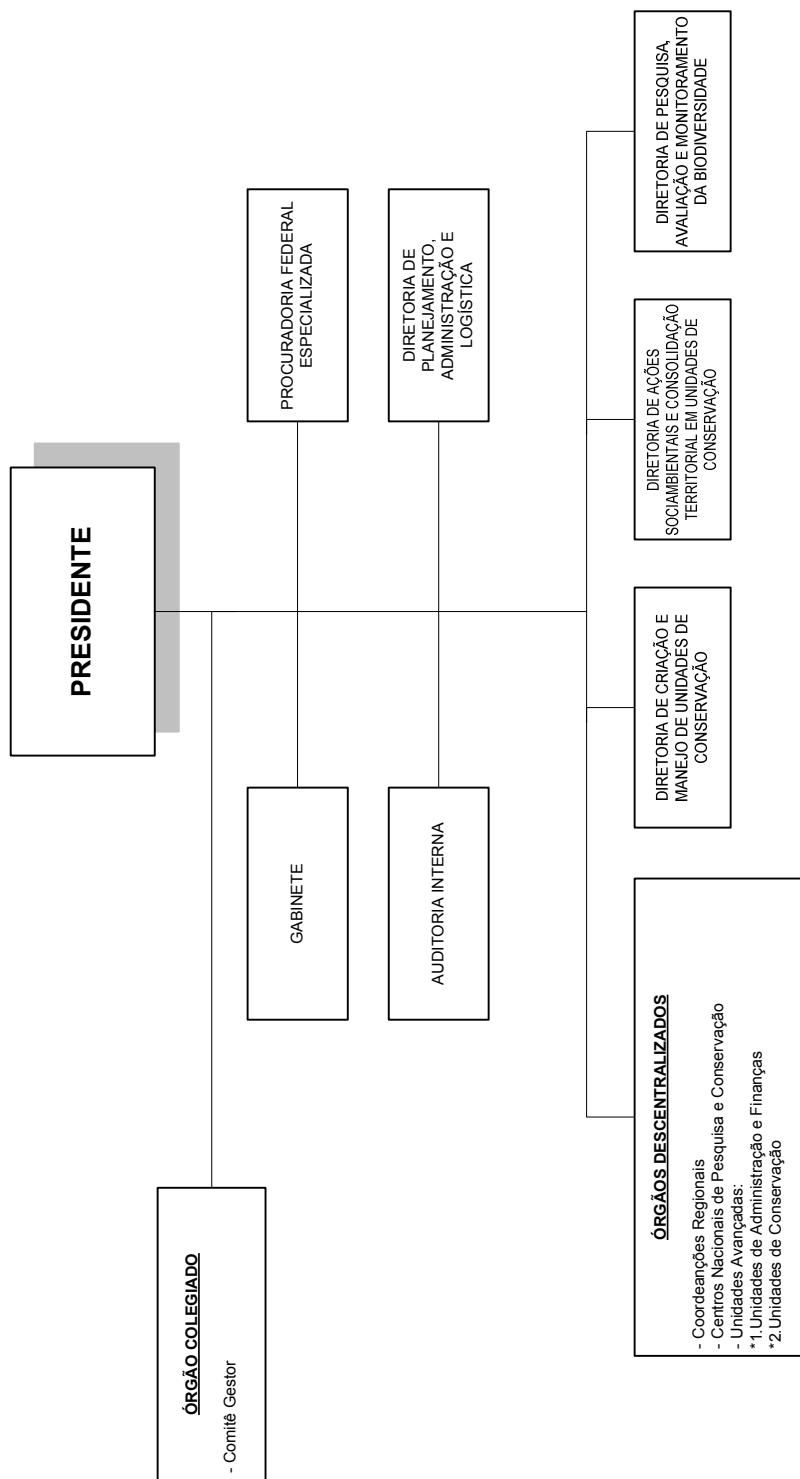 PRESIDENTE
ÓRGÃO COLEGIADO
- Comitê Gestor
GABINETE
PROCURADORIA FEDERAL
ESPECIALIZADA
AUDITORIA INTERNA
DIRETORIA DE
PLANEJAMENTO,
ADMINISTRAÇÃO E
LOGÍSTICA
ÓRGÃOS DESCENTRALIZADOS
- Coordeanções Regionais
- Centros Nacionais de Pesquisa e Conservação
- Unidades Avançadas:
*1.Unidades de Administração e Finanças
*2.Unidades de Conservação
DIRETORIA DE CRIAÇÃO E
MANEJO DE UNIDADES DE
CONSERVAÇÃO
DIRETORIA DE AÇÕES
SOCIAMBIENTAIS E CONSOLIDAÇÃO
TERRITORIAL EM UNIDADES DE
CONSERVAÇÃO
DIRETORIA DE PESQUISA,
AVALIAÇÃO E MONITORAMENTO
DA BIODIVERSIDADE